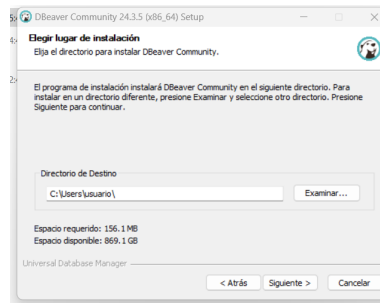 DBeaver Community 24.3.5 (x86_64) Setup
Elegir lugar de instalación
Elija el directorio para instalar DBeaver Community.
El programa de instalación instalará DBeaver Community en el siguiente directorio. Para
instalar en un directorio diferente, presione Examinar y seleccione otro directorio. Presione
Siguiente para continuar.
Directorio de Destino
C:\Users\usuario\
Examinar...
Espacio requerido: 156.1 MB
Espacio disponible: 869.1 GB
Universal Database Manager
< Atrás
Siguiente >
Cancelar